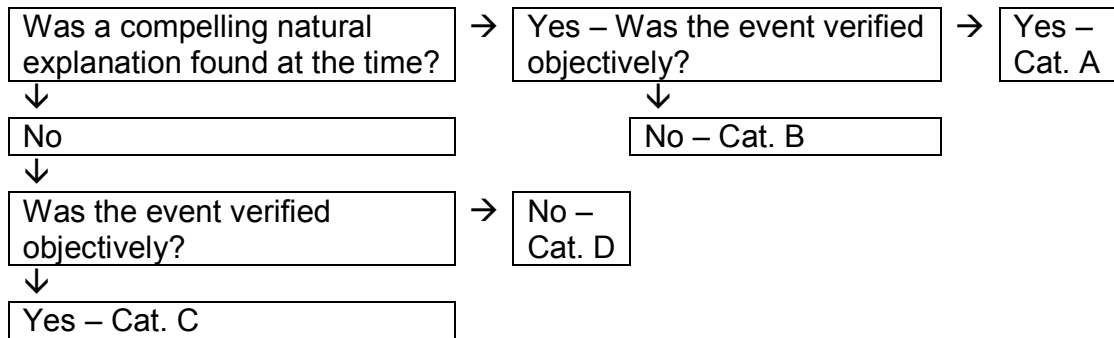 Was a compelling natural
explanation found at the time?
→
Yes – Was the event verified
objectively?
→
Yes –
Cat. A
↓
↓
No
No – Cat. B
↓
Was the event verified
objectively?
→
No –
Cat. D
↓
Yes – Cat. C